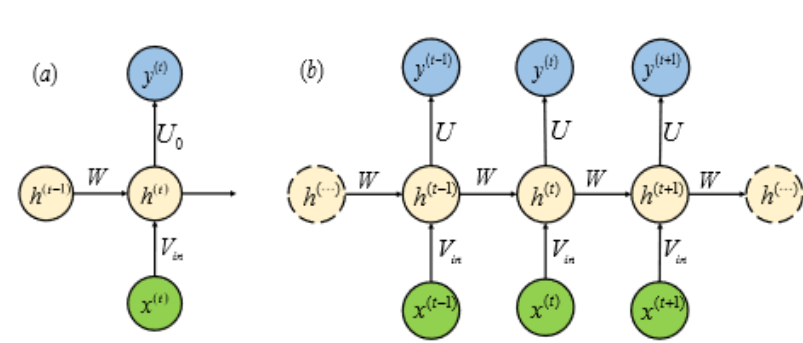 (a)
y^(t)
U_0
h^(t-1) W h^(t)
V_in
x^(t)
(b)
y^(t-1) y^(t) y^(t+1)
U U U
h^(…) W h^(t-1) W h^(t) W h^(t+1) W h^(…)
V_in V_in V_in
x^(t-1) x^(t) x^(t+1)